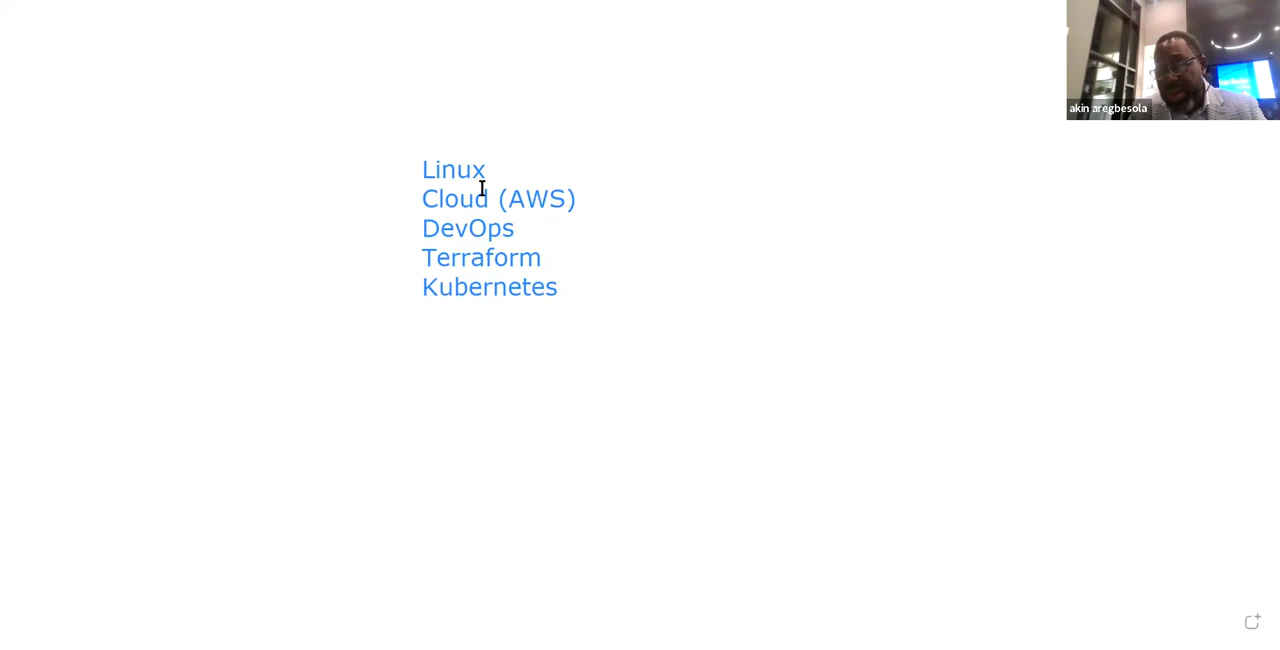 akin aregbesola
Linux
Cloud (AWS)
DevOps
Terraform
Kubernetes